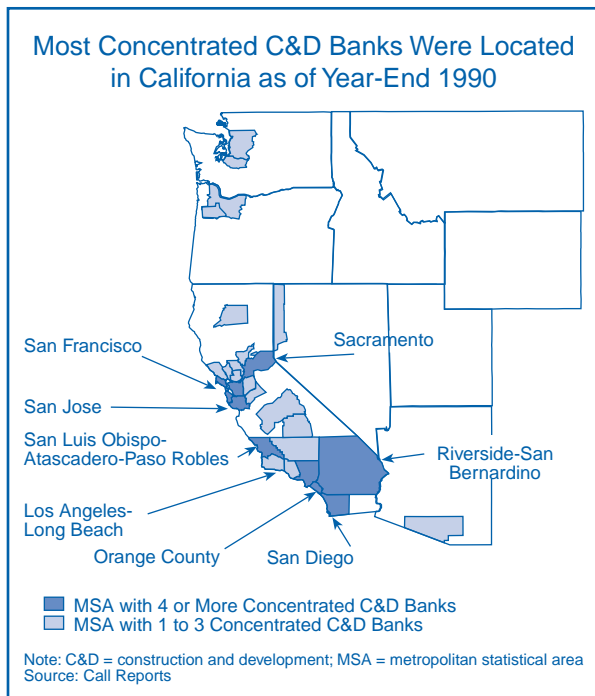 Most Concentrated C&D Banks Were Located
in California as of Year-End 1990
San Francisco
Sacramento
San Jose
San Luis Obispo-
Atascadero-Paso Robles
Riverside-San
Bernardino
Los Angeles-
Long Beach
Orange County
San Diego
MSA with 4 or More Concentrated C&D Banks
MSA with 1 to 3 Concentrated C&D Banks
Note: C&D = construction and development; MSA = metropolitan statistical area
Source: Call Reports